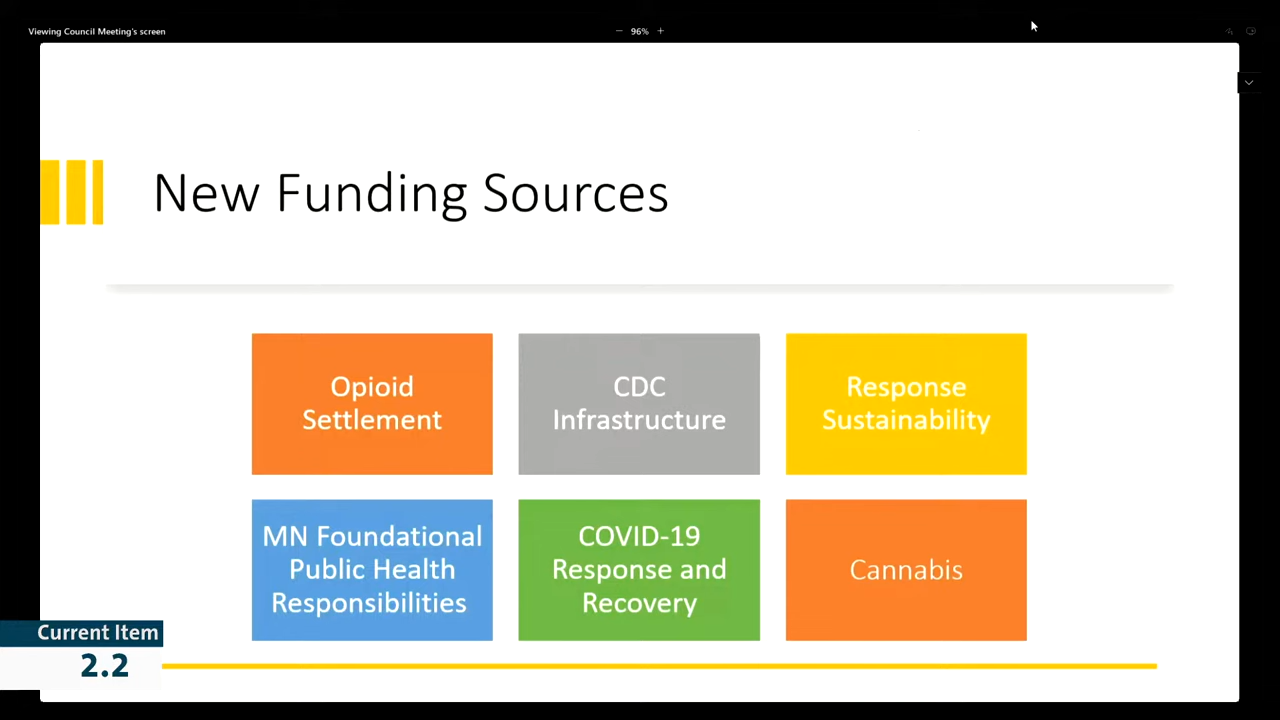 Viewing Council Meeting's screen
− 96% +
New Funding Sources
Opioid
Settlement
CDC
Infrastructure
Response
Sustainability
MN Foundational
Public Health
Responsibilities
COVID-19
Response and
Recovery
Cannabis
Current Item
2.2